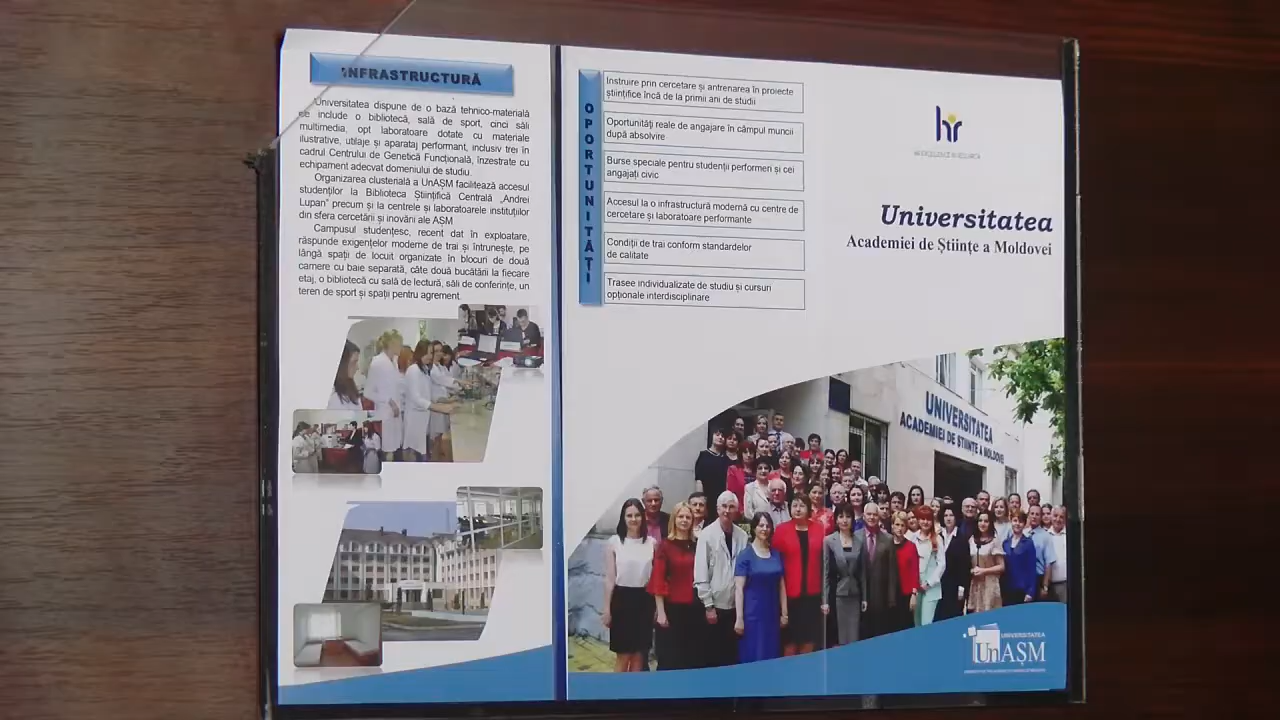 INFRASTRUCTURĂ
Universitatea dispune de o bază tehnico-materială
ce include o bibliotecă, sală de sport, cinci săli
multimedia, opt laboratoare dotate cu materiale
ilustrative, utilaje și aparataj performant, inclusiv trei în
cadrul Centrului de Genetică Funcțională, înzestrate cu
echipament adecvat domeniului de studiu.
Organizarea clusterială a UnAȘM facilitează accesul
studenților la Biblioteca Științifică Centrală „Andrei
Lupan” precum și la centrele și laboratoarele instituțiilor
din sfera cercetării și inovării ale AȘM
Campusul studențesc, recent dat în exploatare,
răspunde exigențelor moderne de trai și întrunește, pe
lângă spații de locuit organizate în blocuri de două
camere cu baie separată, câte două bucătării la fiecare
etaj, o bibliotecă cu sală de lectură, săli de conferințe, un
teren de sport și spații pentru agrement.
OPORTUNITĂȚI
Instruire prin cercetare și antrenarea în proiecte
științifice încă de la primii ani de studii
Oportunități reale de angajare în câmpul muncii
după absolvire
Burse speciale pentru studenții performeri și cei
angajați civic
Accesul la o infrastructură modernă cu centre de
cercetare și laboratoare performante
Condiții de trai conform standardelor
de calitate
Trasee individualizate de studiu și cursuri
opționale interdisciplinare
hr
HR EXCELLENCE IN RESEARCH
Universitatea
Academiei de Științe a Moldovei
UNIVERSITATEA
ACADEMIEI DE ȘTIINȚE A MOLDOVEI
UNIVERSITATEA
UnAȘM